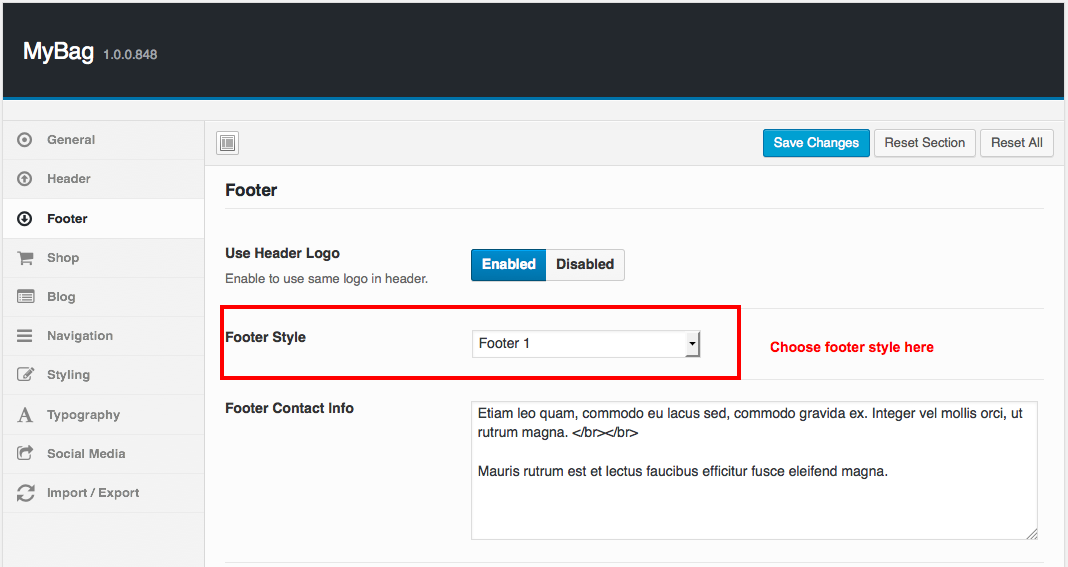 MyBag 1.0.0.848
General
Header
Footer
Shop
Blog
Navigation
Styling
Typography
Social Media
Import / Export
Save Changes Reset Section Reset All
Footer
Use Header Logo
Enable to use same logo in header.
Enabled Disabled
Footer Style
Footer 1
Choose footer style here
Footer Contact Info
Etiam leo quam, commodo eu lacus sed, commodo gravida ex. Integer vel mollis orci, ut
rutrum magna. </br></br>
Mauris rutrum est et lectus faucibus efficitur fusce eleifend magna.